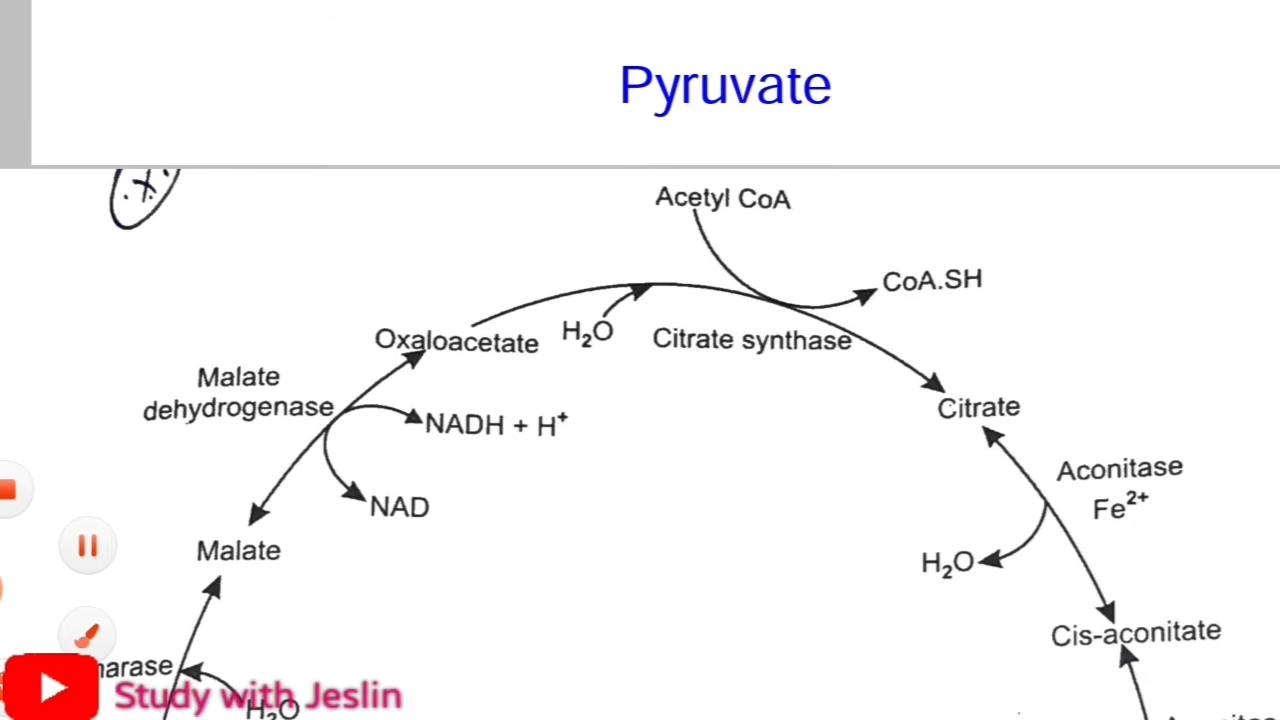 Pyruvate
Acetyl CoA
CoA.SH
Oxaloacetate
H₂O
Citrate synthase
Malate
dehydrogenase
NADH + H⁺
Citrate
NAD
Aconitase
Fe²⁺
Malate
H₂O
Cis-aconitate
H₂O
Study with Jeslin